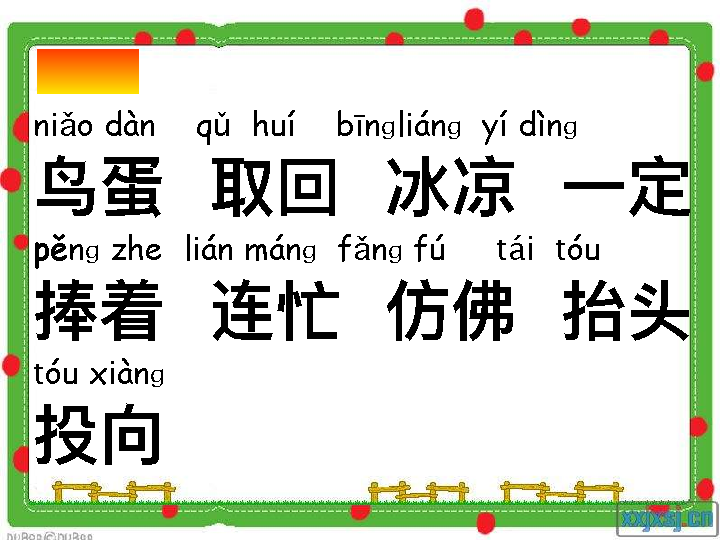 niǎo dàn qǔ huí bīngliáng yí dìng
鸟蛋 取回 冰凉 一定
pěng zhe lián máng fǎng fú tái tóu
捧着 连忙 仿佛 抬头
tóu xiàng
投向
xxjxsj.cn